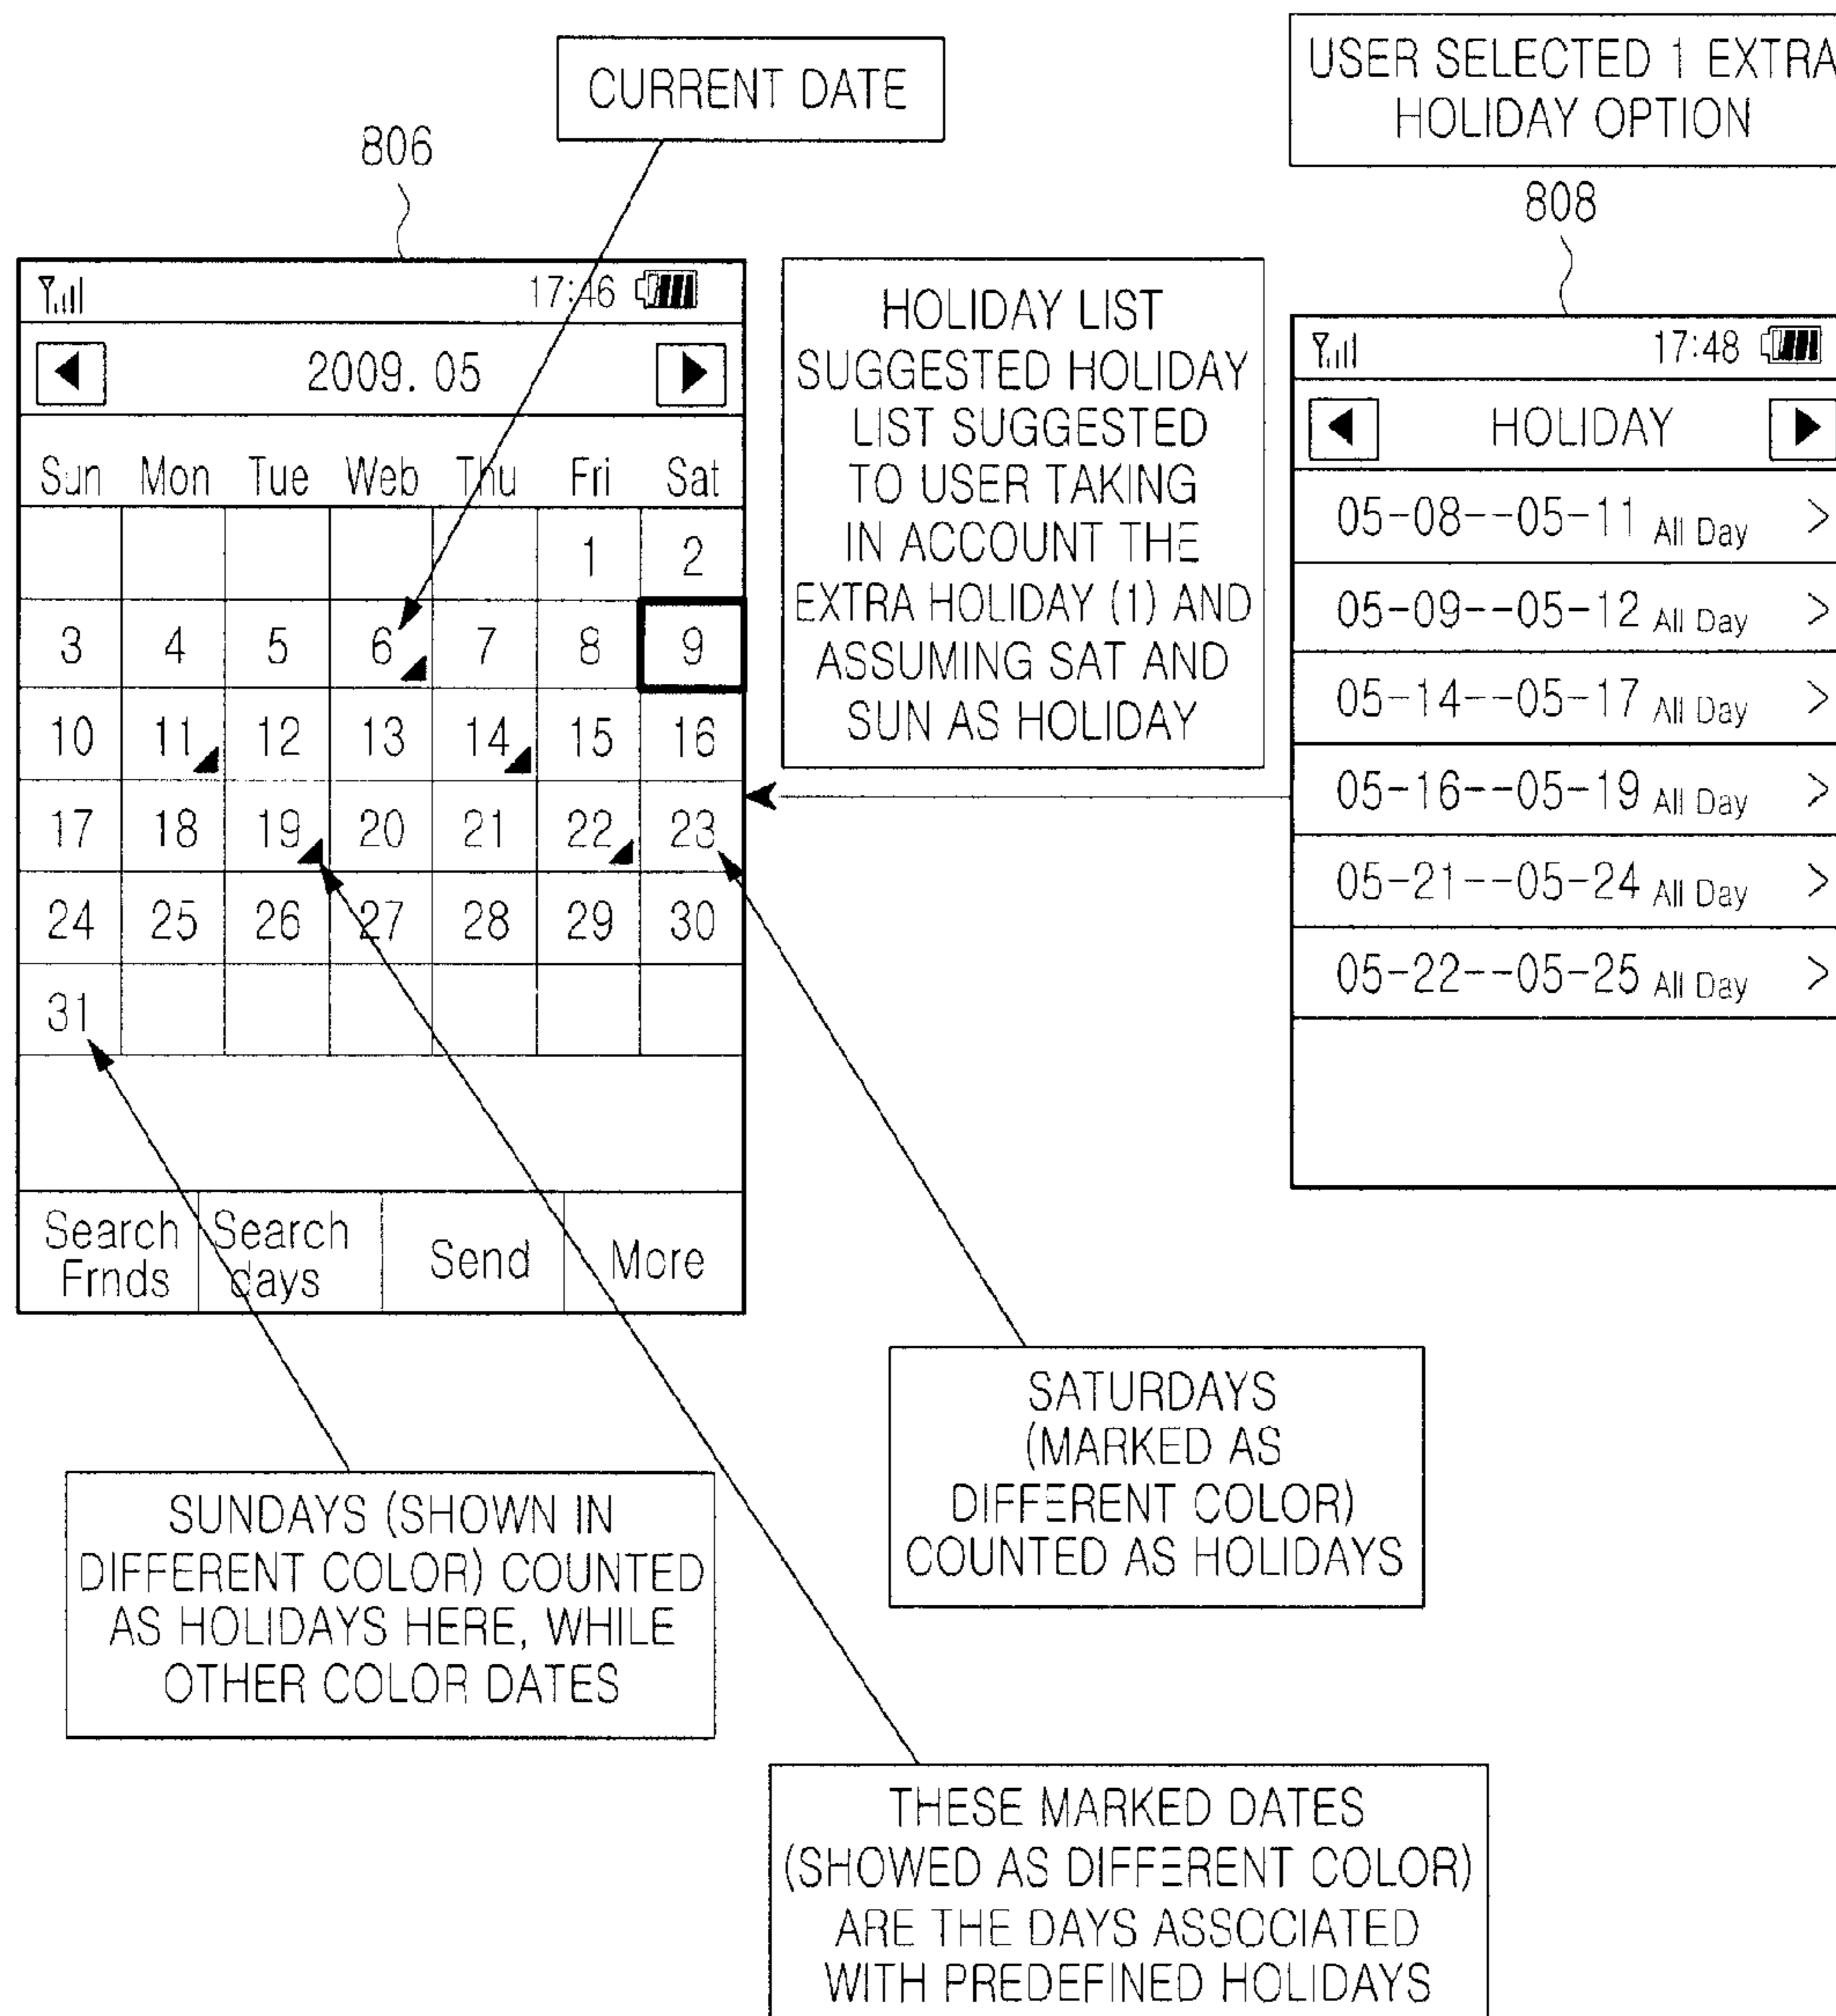 CURRENT DATE
USER SELECTED 1 EXTRA
HOLIDAY OPTION
806
808
17:46
2009. 05
Sun Mon Tue Web Thu Fri Sat
1 2
3 4 5 6 7 8 9
10 11 12 13 14 15 16
17 18 19 20 21 22 23
24 25 26 27 28 29 30
31
Search Frnds
Search days
Send
More
HOLIDAY LIST
SUGGESTED HOLIDAY
LIST SUGGESTED
TO USER TAKING
IN ACCOUNT THE
EXTRA HOLIDAY (1) AND
ASSUMING SAT AND
SUN AS HOLIDAY
17:48
HOLIDAY
05-08--05-11 All Day >
05-09--05-12 All Day >
05-14--05-17 All Day >
05-16--05-19 All Day >
05-21--05-24 All Day >
05-22--05-25 All Day >
SATURDAYS
(MARKED AS
DIFFERENT COLOR)
COUNTED AS HOLIDAYS
SUNDAYS (SHOWN IN
DIFFERENT COLOR) COUNTED
AS HOLIDAYS HERE, WHILE
OTHER COLOR DATES
THESE MARKED DATES
(SHOWED AS DIFFERENT COLOR)
ARE THE DAYS ASSOCIATED
WITH PREDEFINED HOLIDAYS